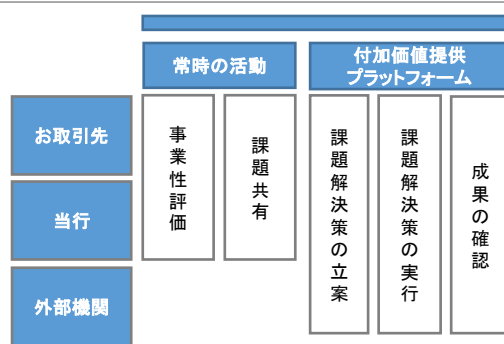 常時の活動
付加価値提供
プラットフォーム
お取引先
当行
外部機関
事業性評価
課題共有
課題解決策の立案
課題解決策の実行
成果の確認